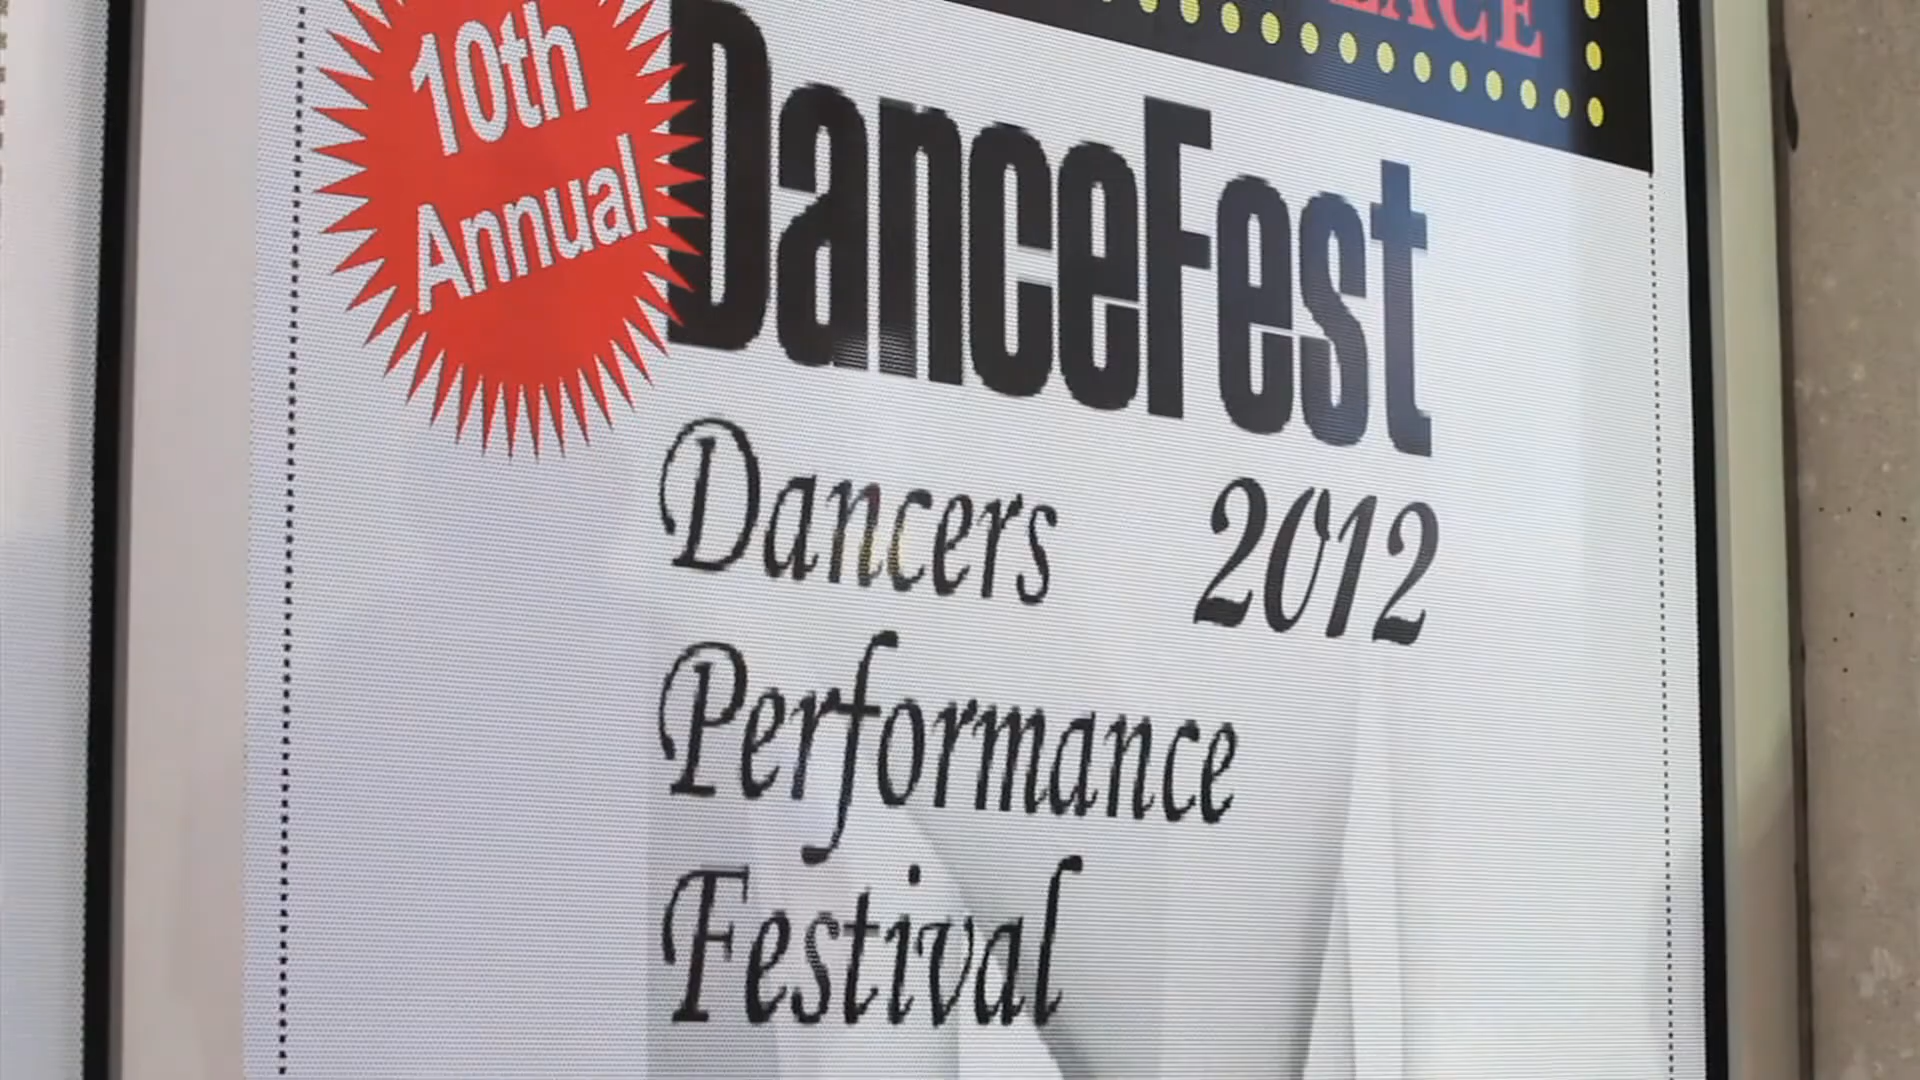 10th
Annual
DanceFest
Dancers 2012
Performance
Festival